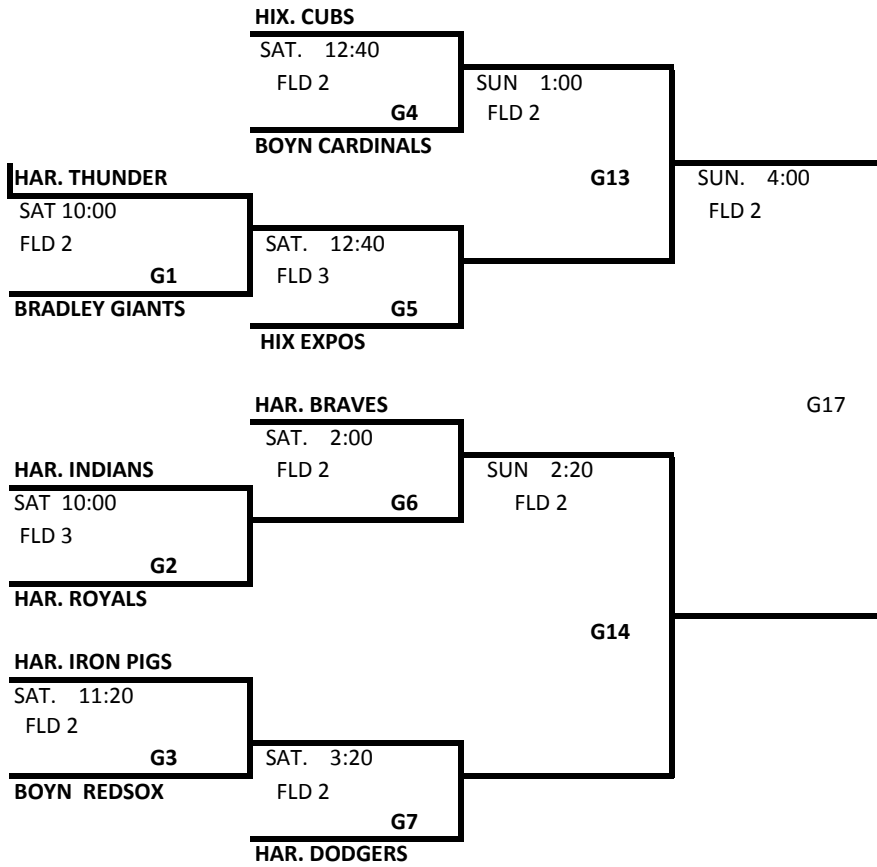 HIX. CUBS
SAT. 12:40
FLD 2
G4
BOYN CARDINALS
SUN 1:00
FLD 2
G13
SUN. 4:00
FLD 2
HAR. THUNDER
SAT 10:00
FLD 2
G1
BRADLEY GIANTS
SAT. 12:40
FLD 3
G5
HIX EXPOS
HAR. BRAVES
G17
SAT. 2:00
FLD 2
G6
SUN 2:20
FLD 2
HAR. INDIANS
SAT 10:00
FLD 3
G2
HAR. ROYALS
G14
HAR. IRON PIGS
SAT. 11:20
FLD 2
G3
BOYN REDSOX
SAT. 3:20
FLD 2
G7
HAR. DODGERS